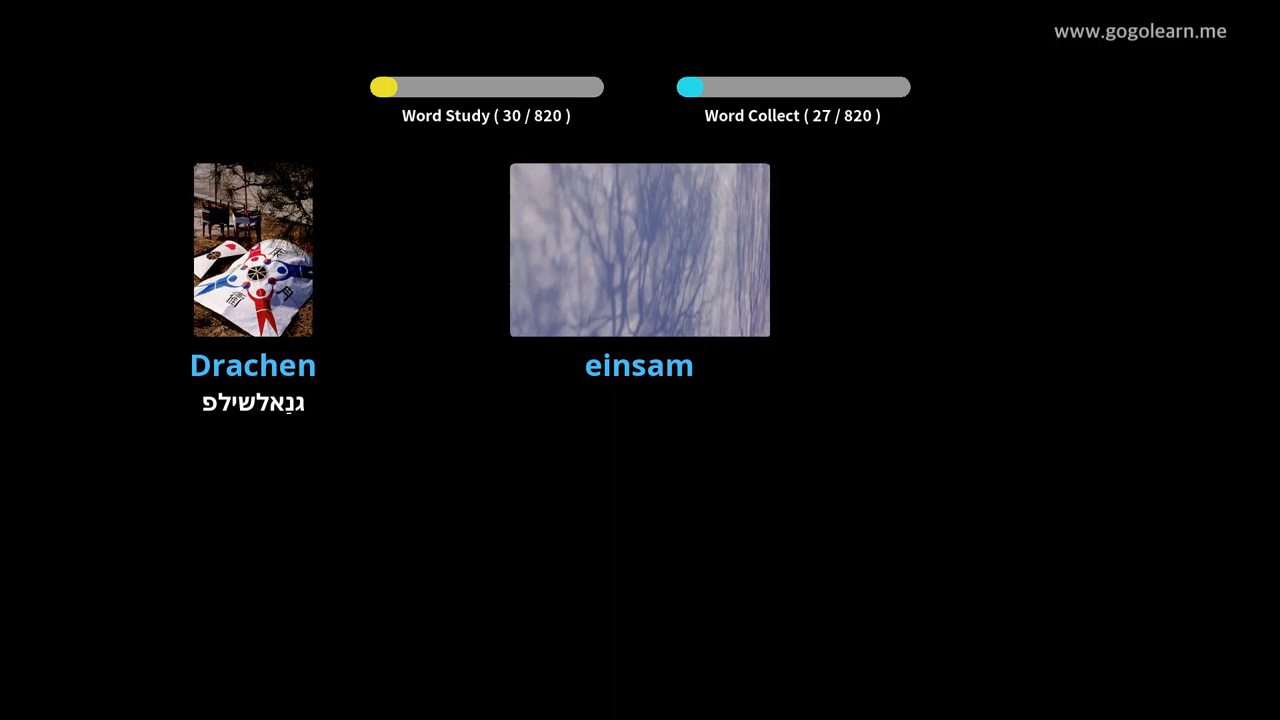 www.gogolearn.me
Word Study ( 30 / 820 )
Word Collect ( 27 / 820 )
Drachen
einsam
גנַאלשילפ